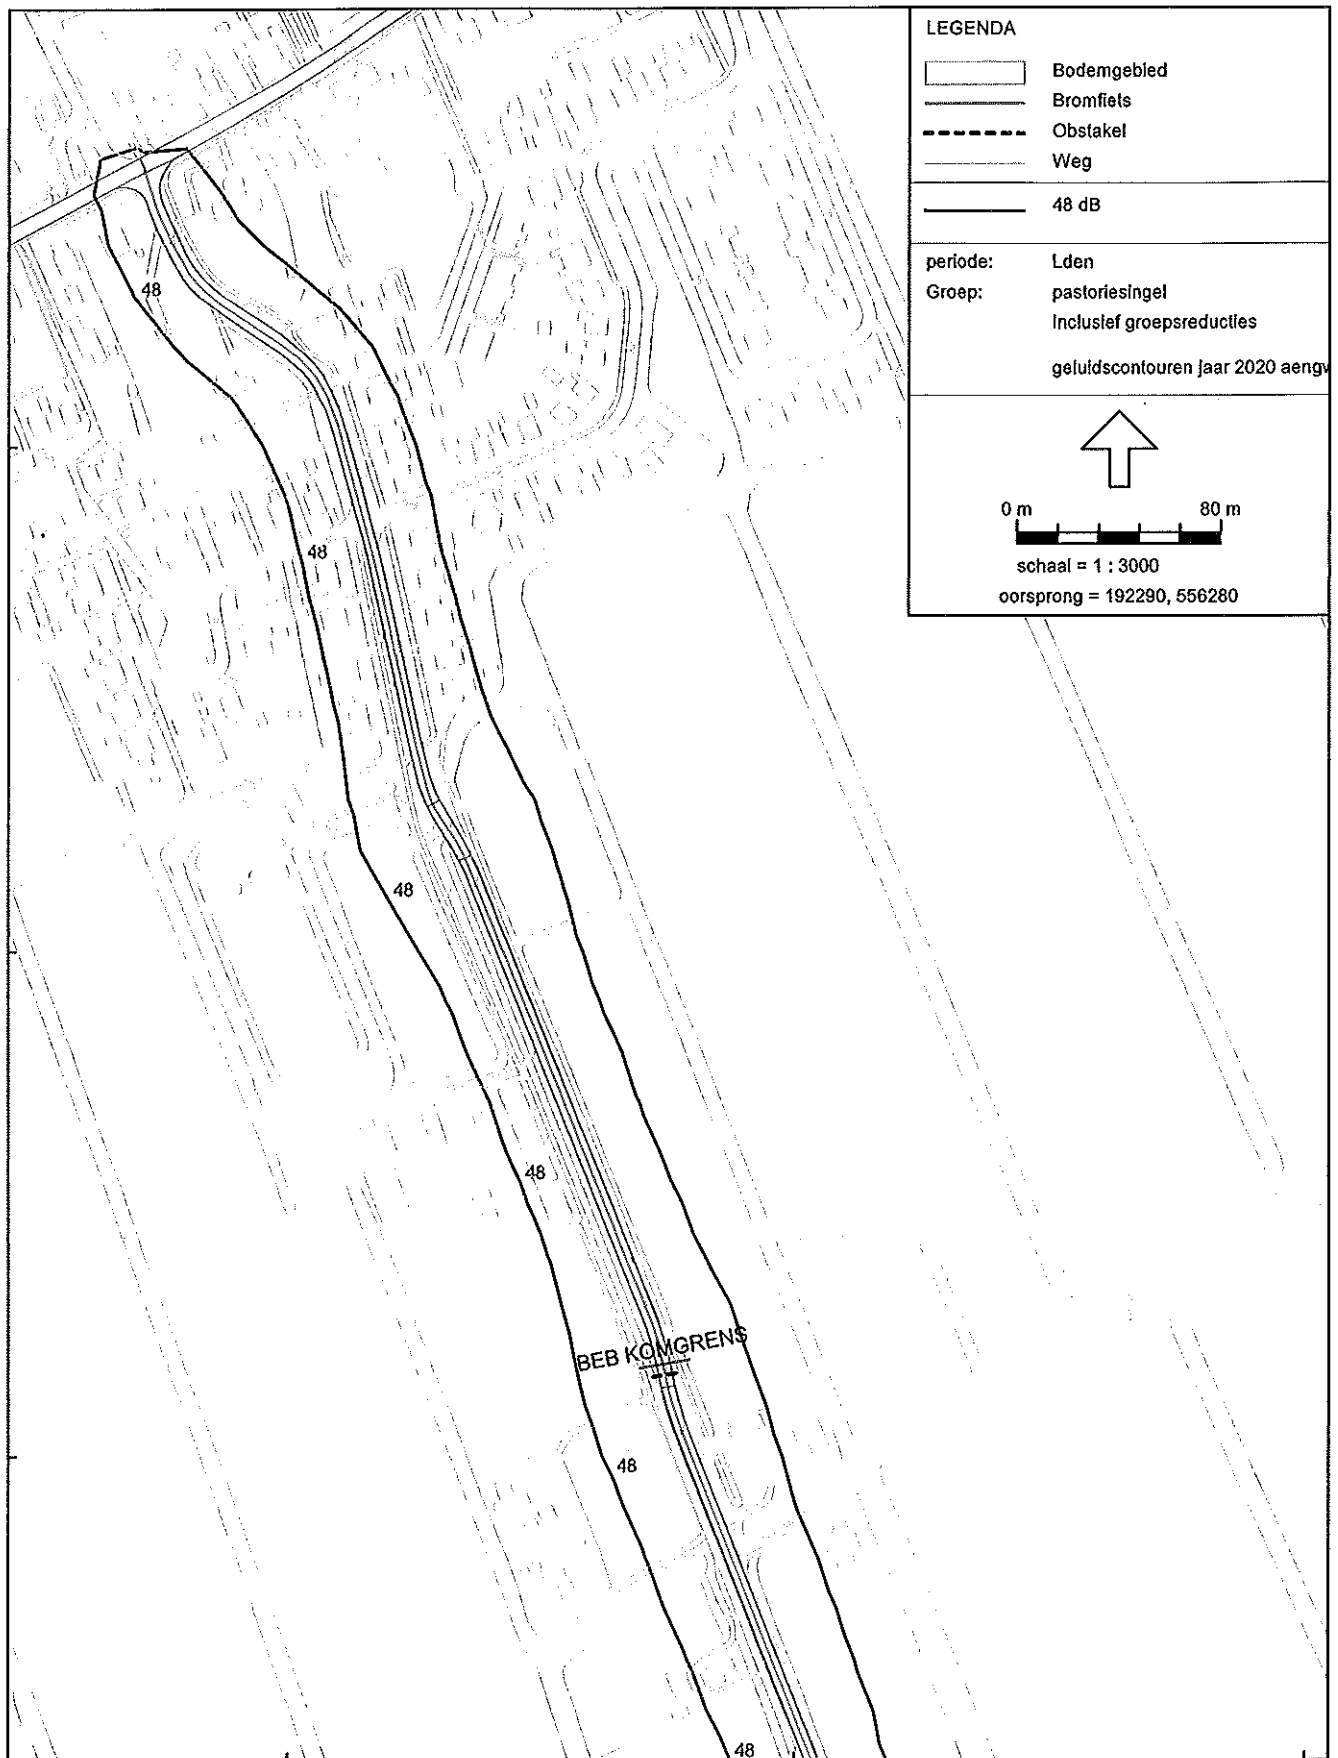 LEGENDA
Bodemgebied
Bromfiets
Obstakel
Weg
48 dB
periode: Lden
Groep: pastoriesingel
Inclusief groepsreducties
geluidscontouren jaar 2020 aengw
0 m 80 m
schaal = 1 : 3000
oorsprong = 192290, 556280
48
48
48
48
BEB KOMGRENS
48
48